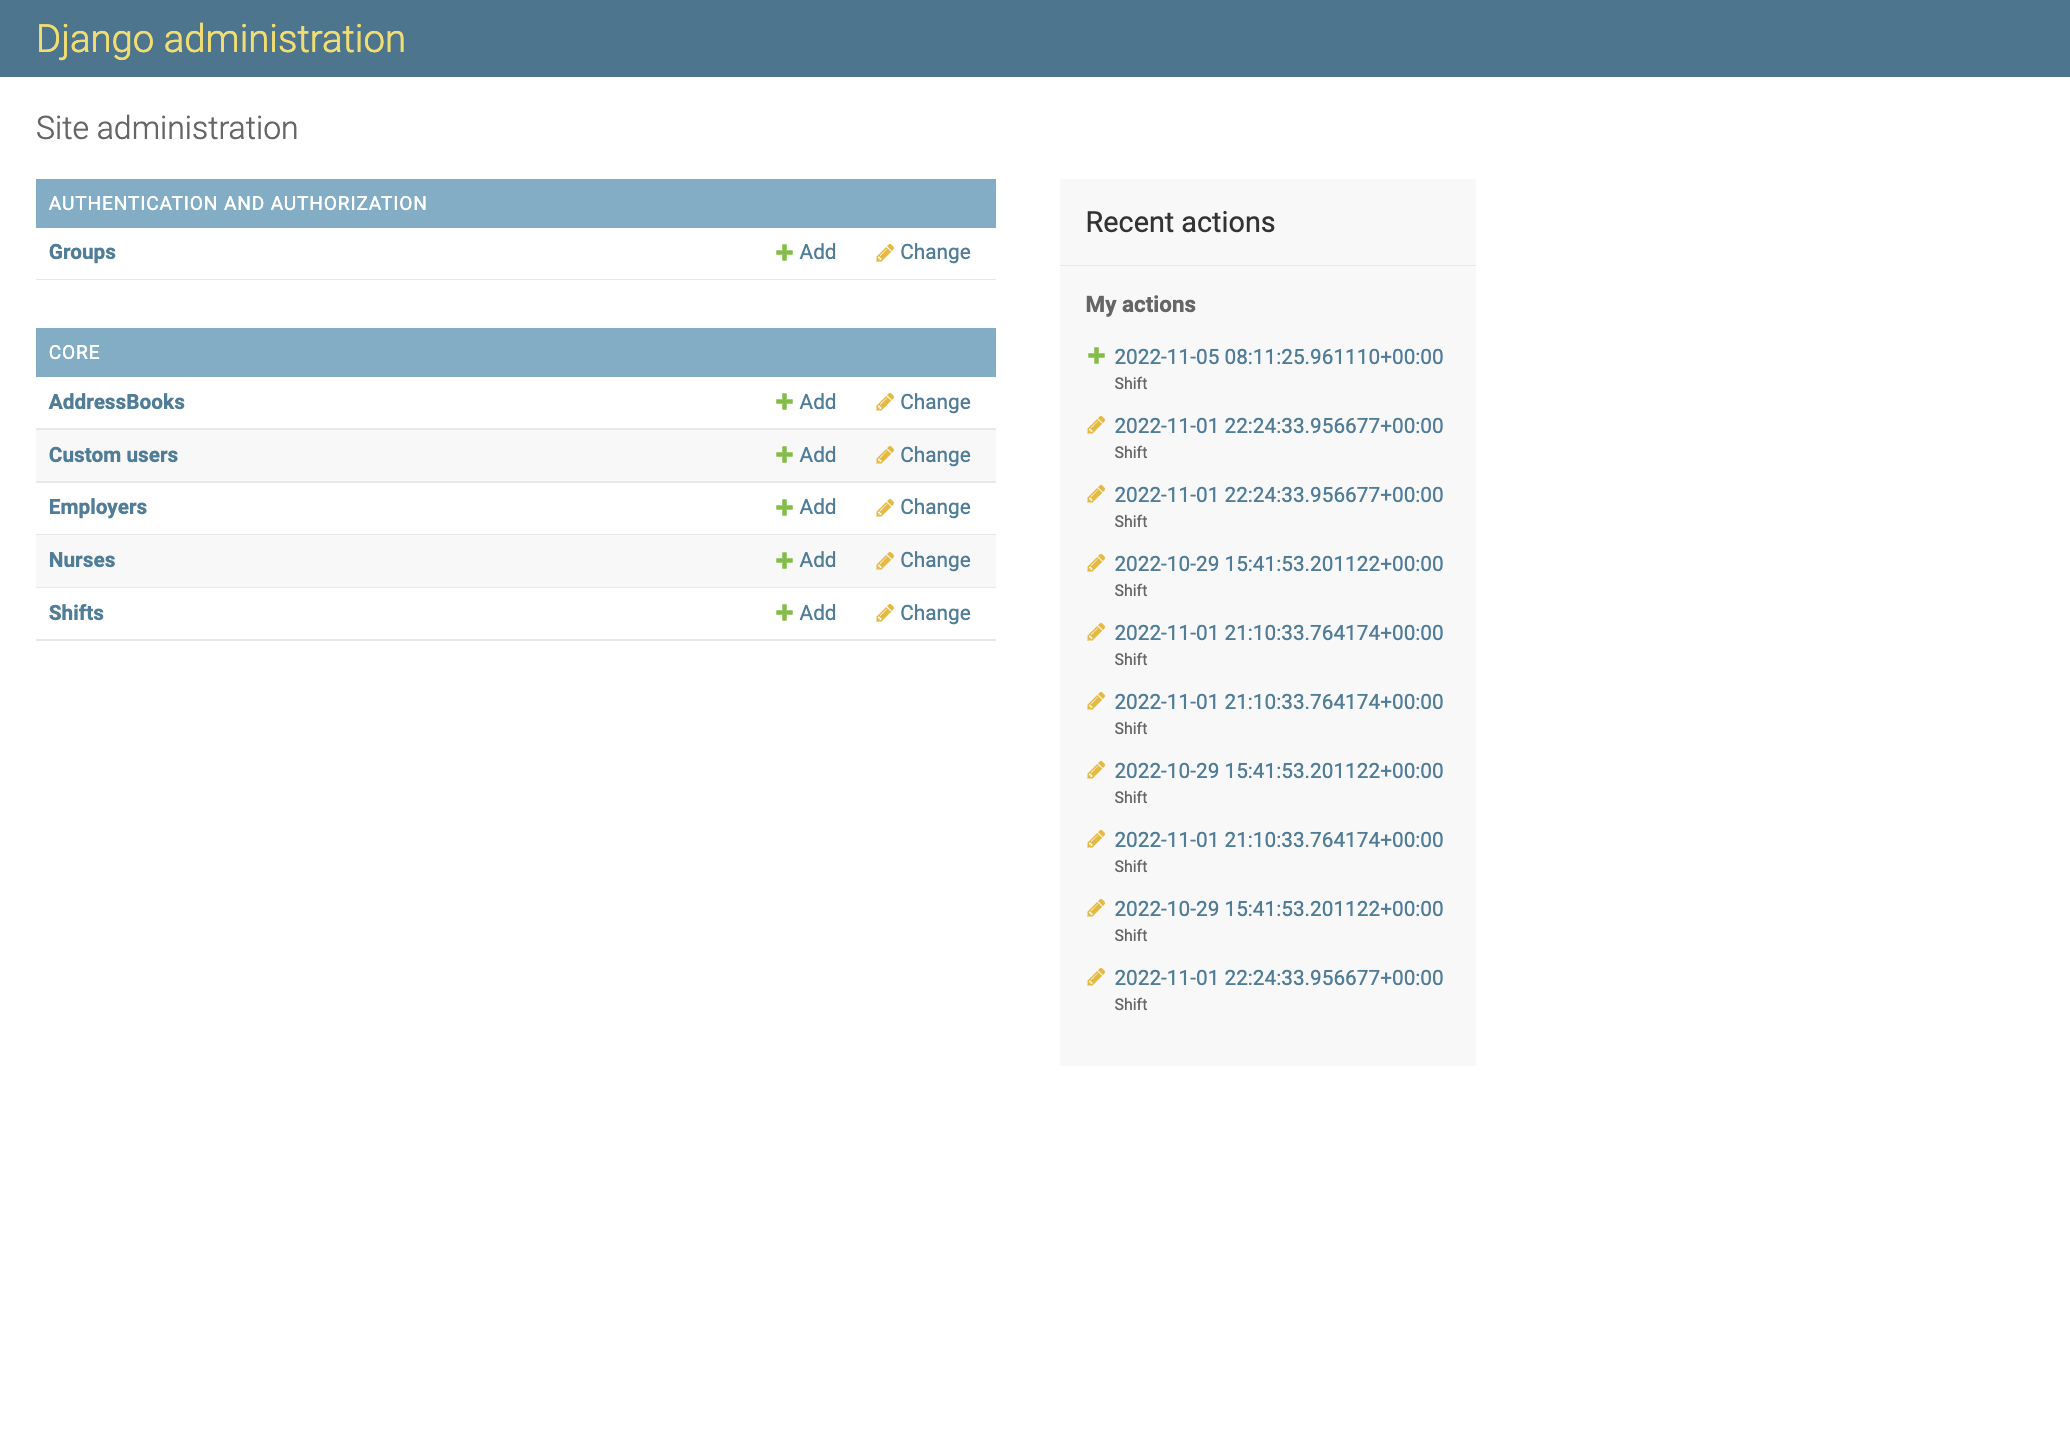 Django administration
Site administration
AUTHENTICATION AND AUTHORIZATION
Groups Add Change
CORE
AddressBooks Add Change
Custom users Add Change
Employers Add Change
Nurses Add Change
Shifts Add Change
Recent actions
My actions
2022-11-05 08:11:25.961110+00:00
Shift
2022-11-01 22:24:33.956677+00:00
Shift
2022-11-01 22:24:33.956677+00:00
Shift
2022-10-29 15:41:53.201122+00:00
Shift
2022-11-01 21:10:33.764174+00:00
Shift
2022-11-01 21:10:33.764174+00:00
Shift
2022-10-29 15:41:53.201122+00:00
Shift
2022-11-01 21:10:33.764174+00:00
Shift
2022-10-29 15:41:53.201122+00:00
Shift
2022-11-01 22:24:33.956677+00:00
Shift